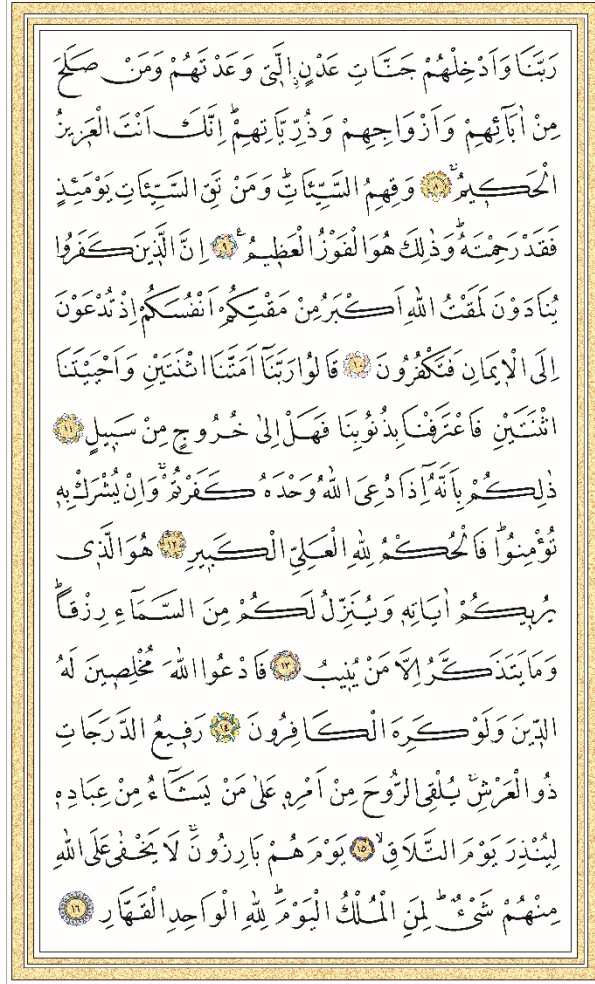 رَبَّنَا وَاَدْخِلْهُمْ جَنَّاتِ عَدْنٍۨ الَّتٖى وَعَدْتَهُمْ وَمَنْ صَلَحَ
مِنْ اٰبَٓائِهِمْ وَاَزْوَاجِهِمْ وَذُرِّيَّاتِهِمْۜ اِنَّكَ اَنْتَ الْعَزٖيزُ
الْحَكٖيمُۙ ﴿٨﴾ وَقِهِمُ السَّيِّـَٔاتِۜ وَمَنْ تَقِ السَّيِّـَٔاتِ يَوْمَئِذٍ
فَقَدْ رَحِمْتَهُۜ وَذٰلِكَ هُوَ الْفَوْزُ الْعَظٖيمُ۟ ﴿٩﴾ اِنَّ الَّذٖينَ كَفَرُوا
يُنَادَوْنَ لَمَقْتُ اللّٰهِ اَكْبَرُ مِنْ مَقْتِكُمْ اَنْفُسَكُمْ اِذْ تُدْعَوْنَ
اِلَى الْاٖيمَانِ فَتَكْفُرُونَ ﴿١٠﴾ قَالُوا رَبَّنَٓا اَمَتَّنَا اثْنَتَيْنِ وَاَحْيَيْتَنَا
اثْنَتَيْنِ فَاعْتَرَفْنَا بِذُنُوبِنَا فَهَلْ اِلٰى خُرُوجٍ مِنْ سَبٖيلٍ ﴿١١﴾
ذٰلِكُمْ بِاَنَّهُٓ اِذَا دُعِىَ اللّٰهُ وَحْدَهُ كَفَرْتُمْۚ وَاِنْ يُشْرَكْ بِهٖ
تُؤْمِنُواۜ فَالْحُكْمُ لِلّٰهِ الْعَلِىِّ الْكَبٖيرِ ﴿١٢﴾ هُوَ الَّذٖى
يُرٖيكُمْ اٰيَاتِهٖ وَيُنَزِّلُ لَكُمْ مِنَ السَّمَٓاءِ رِزْقًاۜ
وَمَا يَتَذَكَّرُ اِلَّا مَنْ يُنٖيبُ ﴿١٣﴾ فَادْعُوا اللّٰهَ مُخْلِصٖينَ لَهُ
الدّٖينَ وَلَوْ كَرِهَ الْكَافِرُونَ ﴿١٤﴾ رَفٖيعُ الدَّرَجَاتِ
ذُو الْعَرْشِۚ يُلْقِى الرُّوحَ مِنْ اَمْرِهٖ عَلٰى مَنْ يَشَٓاءُ مِنْ عِبَادِهٖ
لِيُنْذِرَ يَوْمَ التَّلَاقِۙ ﴿١٥﴾ يَوْمَ هُمْ بَارِزُونَۚ لَا يَخْفٰى عَلَى اللّٰهِ
مِنْهُمْ شَیْءٌۜ لِمَنِ الْمُلْكُ الْيَوْمَۜ لِلّٰهِ الْوَاحِدِ الْقَهَّارِ ﴿١٦﴾